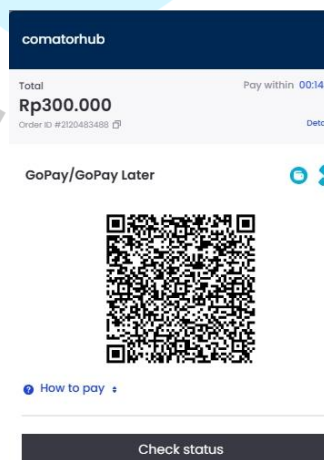 comatorhub
Total
Pay within 00:14
Rp300.000
Order ID #2120483488
GoPay/GoPay Later
How to pay
Check status